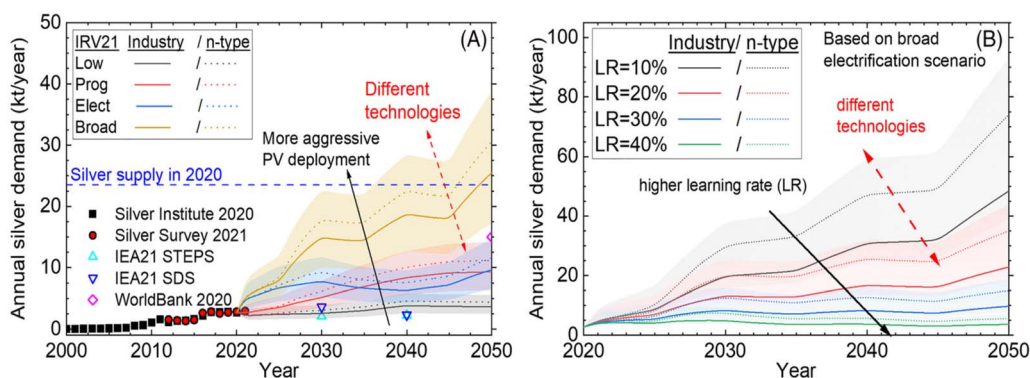 (A)
IRV21 Industry / n-type
Low /
Prog /
Elect /
Broad /
Different
technologies
More aggressive
PV deployment
Silver supply in 2020
Silver Institute 2020
Silver Survey 2021
IEA21 STEPS
IEA21 SDS
WorldBank 2020
Annual silver demand (kt/year)
50
40
30
20
10
0
2000 2010 2020 2030 2040 2050
Year
(B)
Industry/ n-type
LR=10% /
LR=20% /
LR=30% /
LR=40% /
Based on broad
electrification scenario
different
technologies
higher learning rate (LR)
Annual silver demand (kt/year)
100
80
60
40
20
0
2020 2030 2040 2050
Year